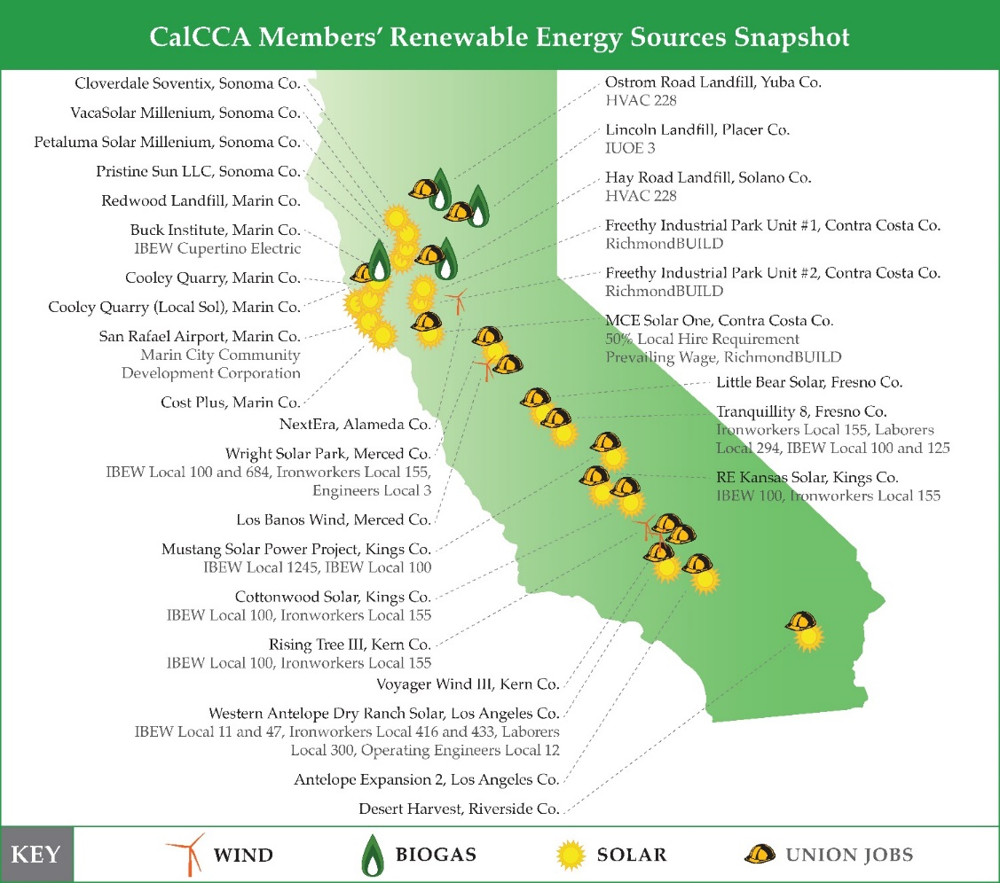 CalCCA Members’ Renewable Energy Sources Snapshot
Cloverdale Soventix, Sonoma Co.
VacaSolar Millenium, Sonoma Co.
Petaluma Solar Millenium, Sonoma Co.
Pristine Sun LLC, Sonoma Co.
Redwood Landfill, Marin Co.
Buck Institute, Marin Co.
IBEW Cupertino Electric
Cooley Quarry, Marin Co.
Cooley Quarry (Local Sol), Marin Co.
San Rafael Airport, Marin Co.
Marin City Community
Development Corporation
Cost Plus, Marin Co.
NextEra, Alameda Co.
Wright Solar Park, Merced Co.
IBEW Local 100 and 684, Ironworkers Local 155,
Engineers Local 3
Los Banos Wind, Merced Co.
Mustang Solar Power Project, Kings Co.
IBEW Local 1245, IBEW Local 100
Cottonwood Solar, Kings Co.
IBEW Local 100, Ironworkers Local 155
Rising Tree III, Kern Co.
IBEW Local 100, Ironworkers Local 155
Voyager Wind III, Kern Co.
Western Antelope Dry Ranch Solar, Los Angeles Co.
IBEW Local 11 and 47, Ironworkers Local 416 and 433, Laborers
Local 300, Operating Engineers Local 12
Antelope Expansion 2, Los Angeles Co.
Desert Harvest, Riverside Co.
Ostrom Road Landfill, Yuba Co.
HVAC 228
Lincoln Landfill, Placer Co.
IUOE 3
Hay Road Landfill, Solano Co.
HVAC 228
Freethy Industrial Park Unit #1, Contra Costa Co.
RichmondBUILD
Freethy Industrial Park Unit #2, Contra Costa Co.
RichmondBUILD
MCE Solar One, Contra Costa Co.
50% Local Hire Requirement
Prevailing Wage, RichmondBUILD
Little Bear Solar, Fresno Co.
Tranquillity 8, Fresno Co.
Ironworkers Local 155, Laborers
Local 294, IBEW Local 100 and 125
RE Kansas Solar, Kings Co.
IBEW 100, Ironworkers Local 155
KEY
WIND
BIOGAS
SOLAR
UNION JOBS